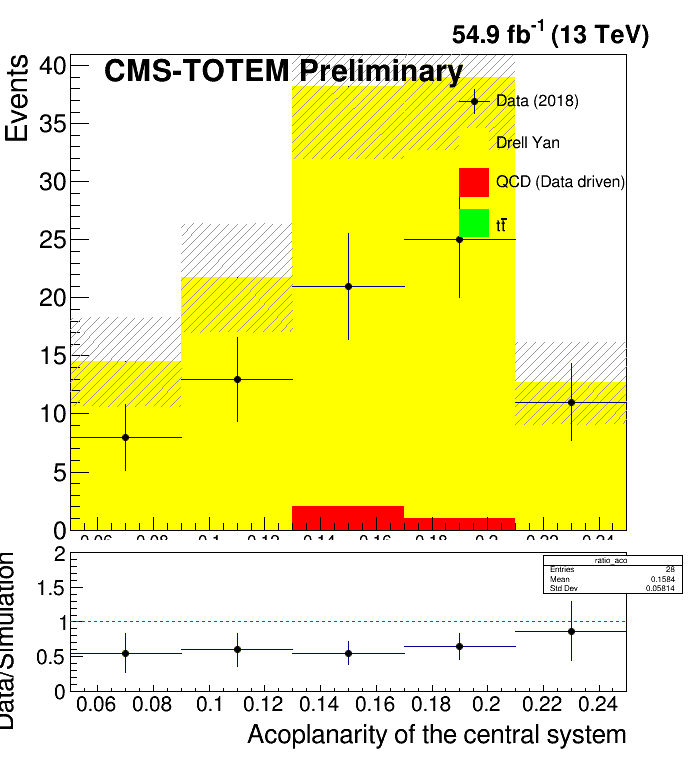 54.9 fb-1 (13 TeV)
CMS-TOTEM Preliminary
Events
40
35
30
25
20
15
10
5
0
Data (2018)
Drell Yan
QCD (Data driven)
tt̄
0.06 0.08 0.1 0.12 0.14 0.16 0.18 0.2 0.22 0.24
Data/Simulation
2
1.5
1
0.5
0
ratio_aco
Entries 28
Mean 0.1584
Std Dev 0.05814
0.06 0.08 0.1 0.12 0.14 0.16 0.18 0.2 0.22 0.24
Acoplanarity of the central system